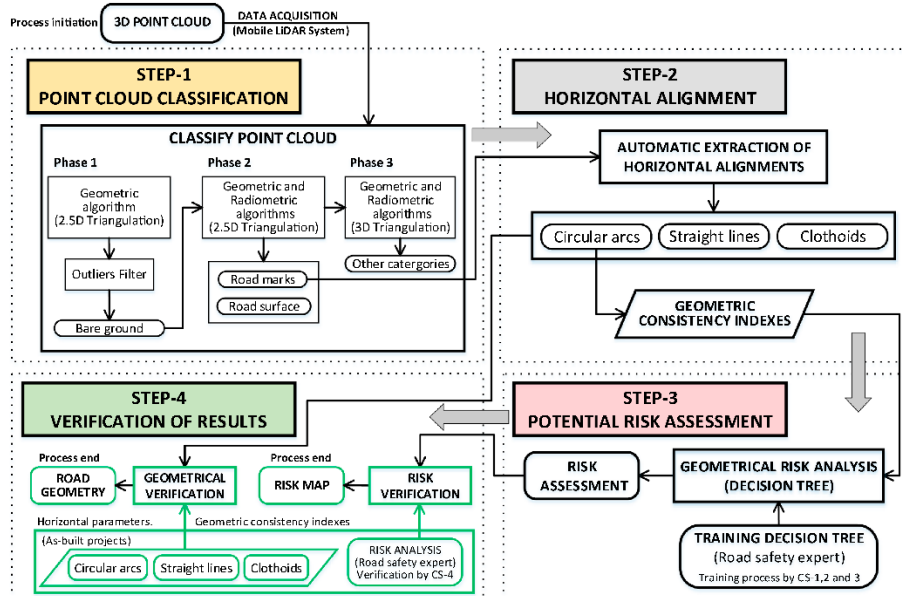 Process initiation
3D POINT CLOUD
DATA ACQUISITION
(Mobile LiDAR System)
STEP-1
POINT CLOUD CLASSIFICATION
CLASSIFY POINT CLOUD
Phase 1
Phase 2
Phase 3
Geometric
algorithm
(2.5D Triangulation)
Geometric and
Radiometric
algorithms
(2.5D Triangulation)
Geometric and
Radiometric
algorithms
(3D Triangulation)
Outliers Filter
Bare ground
Road marks
Road surface
Other catergories
STEP-2
HORIZONTAL ALIGNMENT
AUTOMATIC EXTRACTION OF
HORIZONTAL ALIGNMENTS
Circular arcs
Straight lines
Clothoids
GEOMETRIC
CONSISTENCY INDEXES
STEP-3
POTENTIAL RISK ASSESSMENT
RISK
ASSESSMENT
GEOMETRICAL RISK ANALYSIS
(DECISION TREE)
TRAINING DECISION TREE
(Road safety expert)
Training process by CS-1,2 and 3
STEP-4
VERIFICATION OF RESULTS
Process end
ROAD
GEOMETRY
GEOMETRICAL
VERIFICATION
Process end
RISK MAP
RISK
VERIFICATION
Horizontal parameters.
Geometric consistency indexes
(As-built projects)
Circular arcs
Straight lines
Clothoids
RISK ANALYSIS
(Road safety expert)
Verification by CS-4